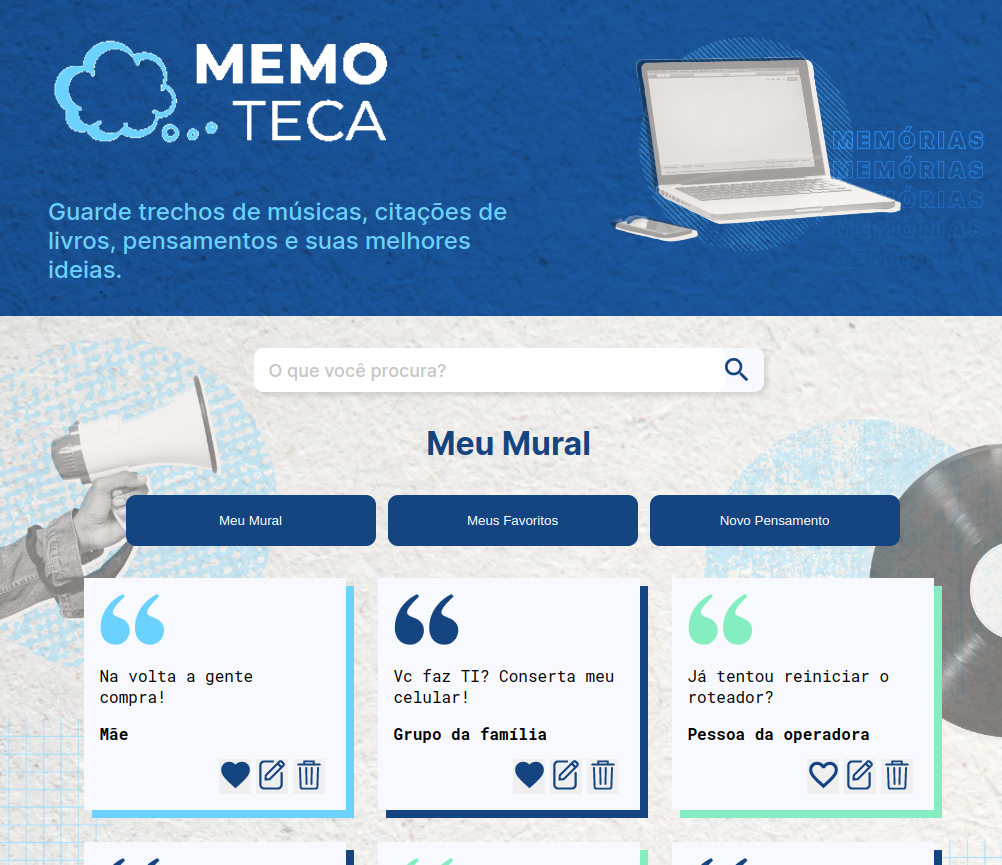 MEMO
TECA
MEMÓRIAS
MEMÓRIAS
MEMÓRIAS
MEMÓRIAS
Guarde trechos de músicas, citações de
livros, pensamentos e suas melhores
ideias.
O que você procura?
Meu Mural
Meu Mural
Meus Favoritos
Novo Pensamento
Na volta a gente
compra!
Mãe
Vc faz TI? Conserta meu
celular!
Grupo da família
Já tentou reiniciar o
roteador?
Pessoa da operadora